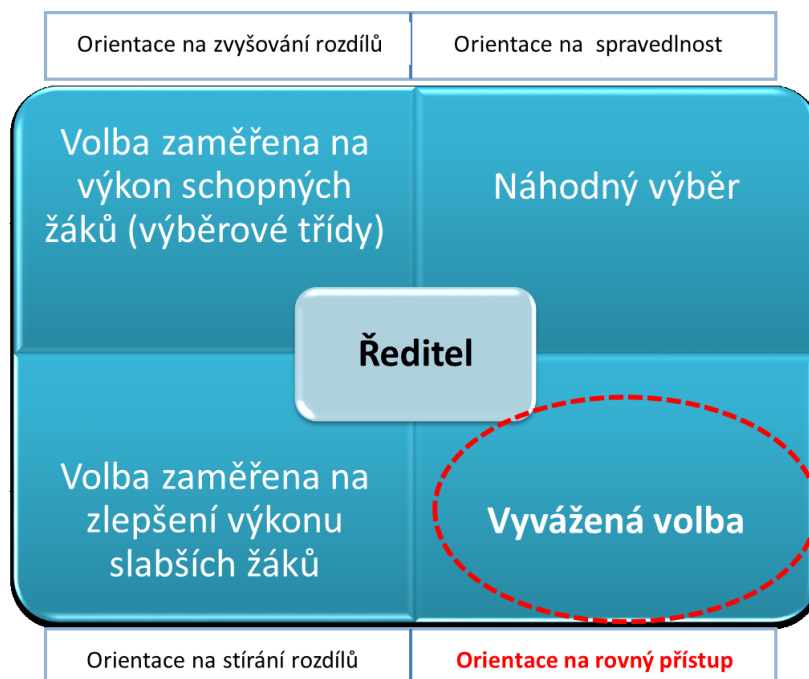 Orientace na zvyšování rozdílů
Orientace na spravedlnost
Volba zaměřena na
výkon schopných
žáků (výběrové třídy)
Náhodný výběr
Ředitel
Volba zaměřena na
zlepšení výkonu
slabších žáků
Vyvážená volba
Orientace na stírání rozdílů
Orientace na rovný přístup